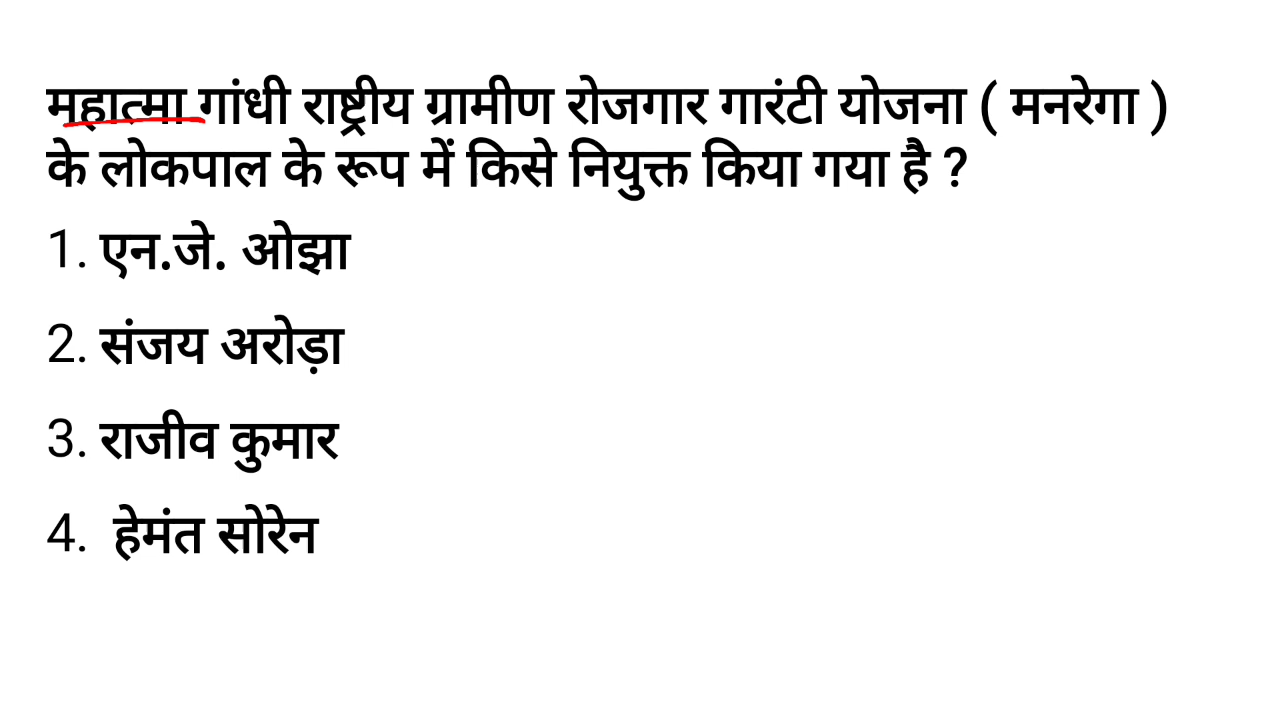 महात्मा गांधी राष्ट्रीय ग्रामीण रोजगार गारंटी योजना ( मनरेगा )
के लोकपाल के रूप में किसे नियुक्त किया गया है ?
1. एन.जे. ओझा
2. संजय अरोड़ा
3. राजीव कुमार
4. हेमंत सोरेन